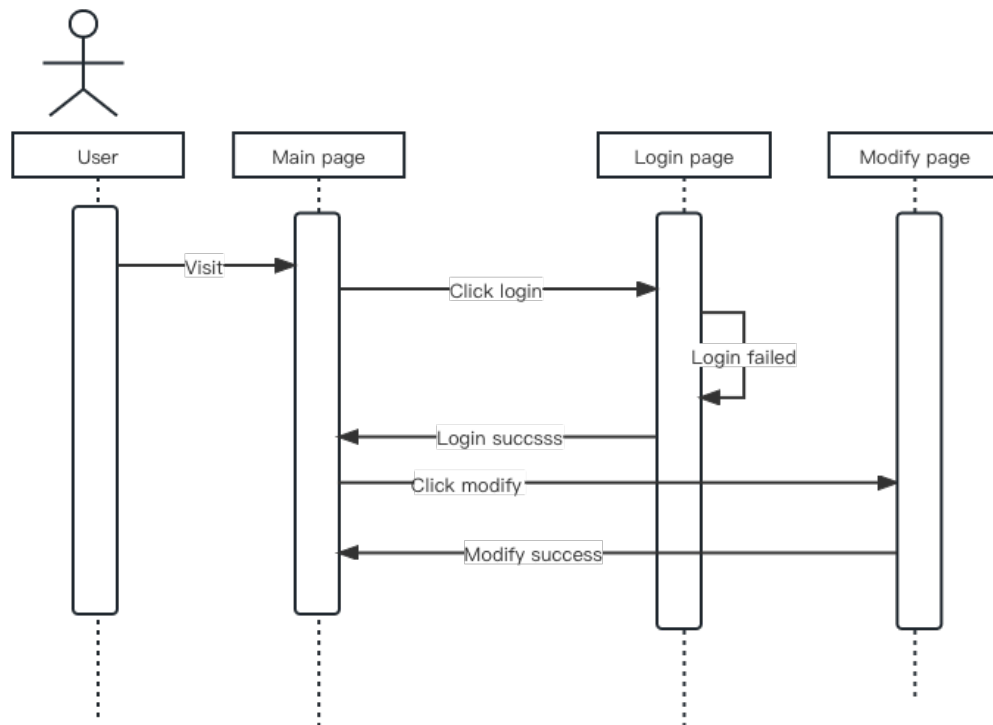 User
Main page
Login page
Modify page
Visit
Click login
Login failed
Login succsss
Click modify
Modify success